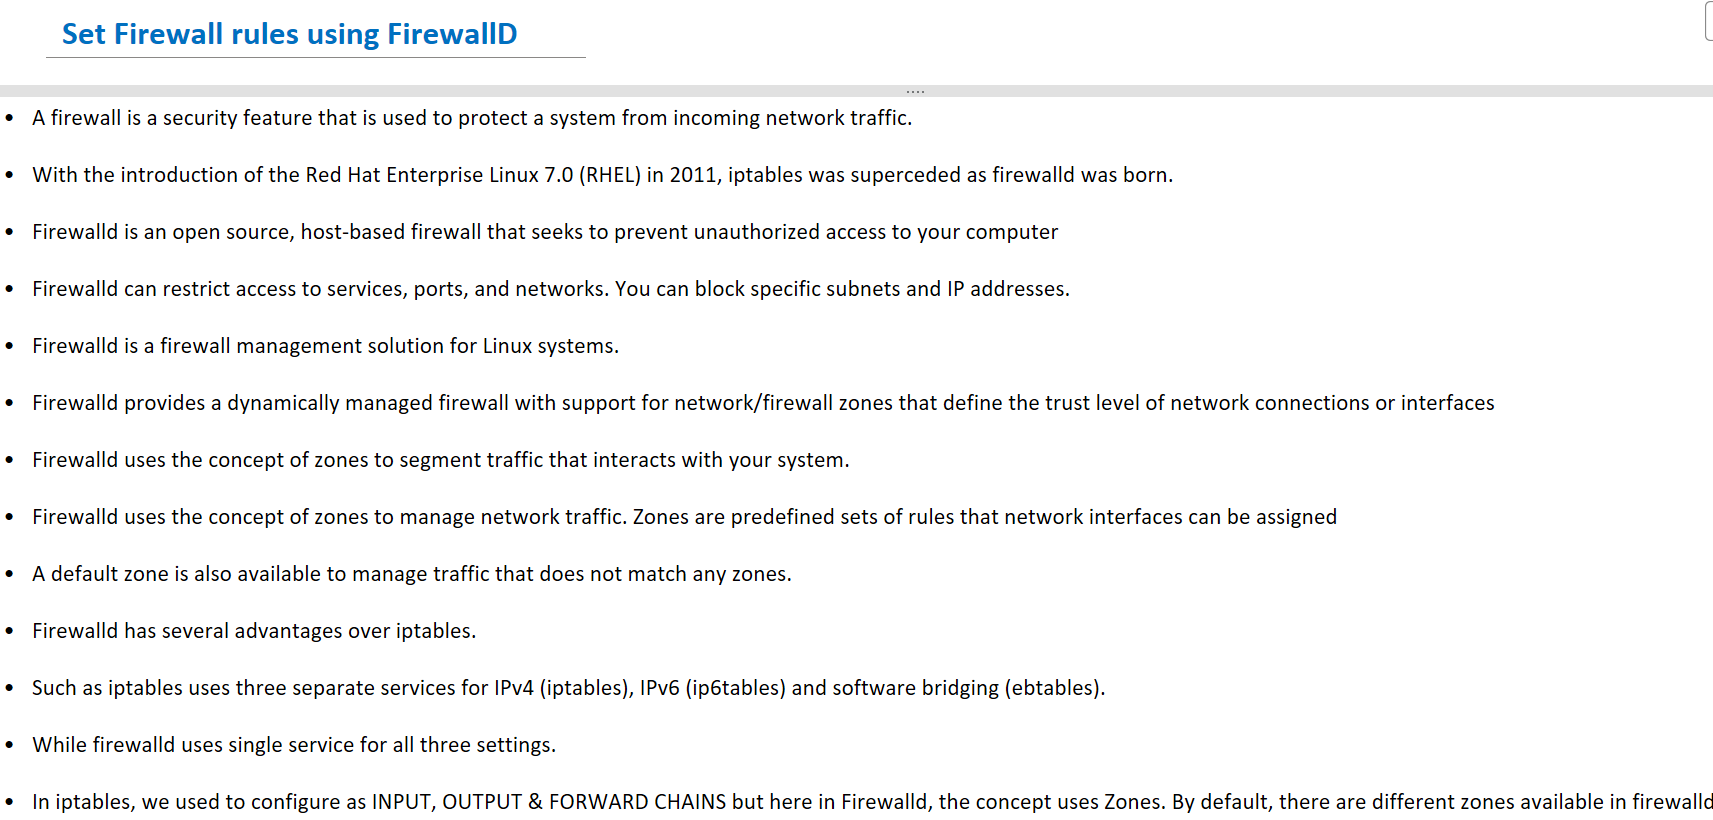 Set Firewall rules using FirewallD
• A firewall is a security feature that is used to protect a system from incoming network traffic.
• With the introduction of the Red Hat Enterprise Linux 7.0 (RHEL) in 2011, iptables was superceded as firewalld was born.
• Firewalld is an open source, host-based firewall that seeks to prevent unauthorized access to your computer
• Firewalld can restrict access to services, ports, and networks. You can block specific subnets and IP addresses.
• Firewalld is a firewall management solution for Linux systems.
• Firewalld provides a dynamically managed firewall with support for network/firewall zones that define the trust level of network connections or interfaces
• Firewalld uses the concept of zones to segment traffic that interacts with your system.
• Firewalld uses the concept of zones to manage network traffic. Zones are predefined sets of rules that network interfaces can be assigned
• A default zone is also available to manage traffic that does not match any zones.
• Firewalld has several advantages over iptables.
• Such as iptables uses three separate services for IPv4 (iptables), IPv6 (ip6tables) and software bridging (ebtables).
• While firewalld uses single service for all three settings.
• In iptables, we used to configure as INPUT, OUTPUT & FORWARD CHAINS but here in Firewalld, the concept uses Zones. By default, there are different zones available in firewalld